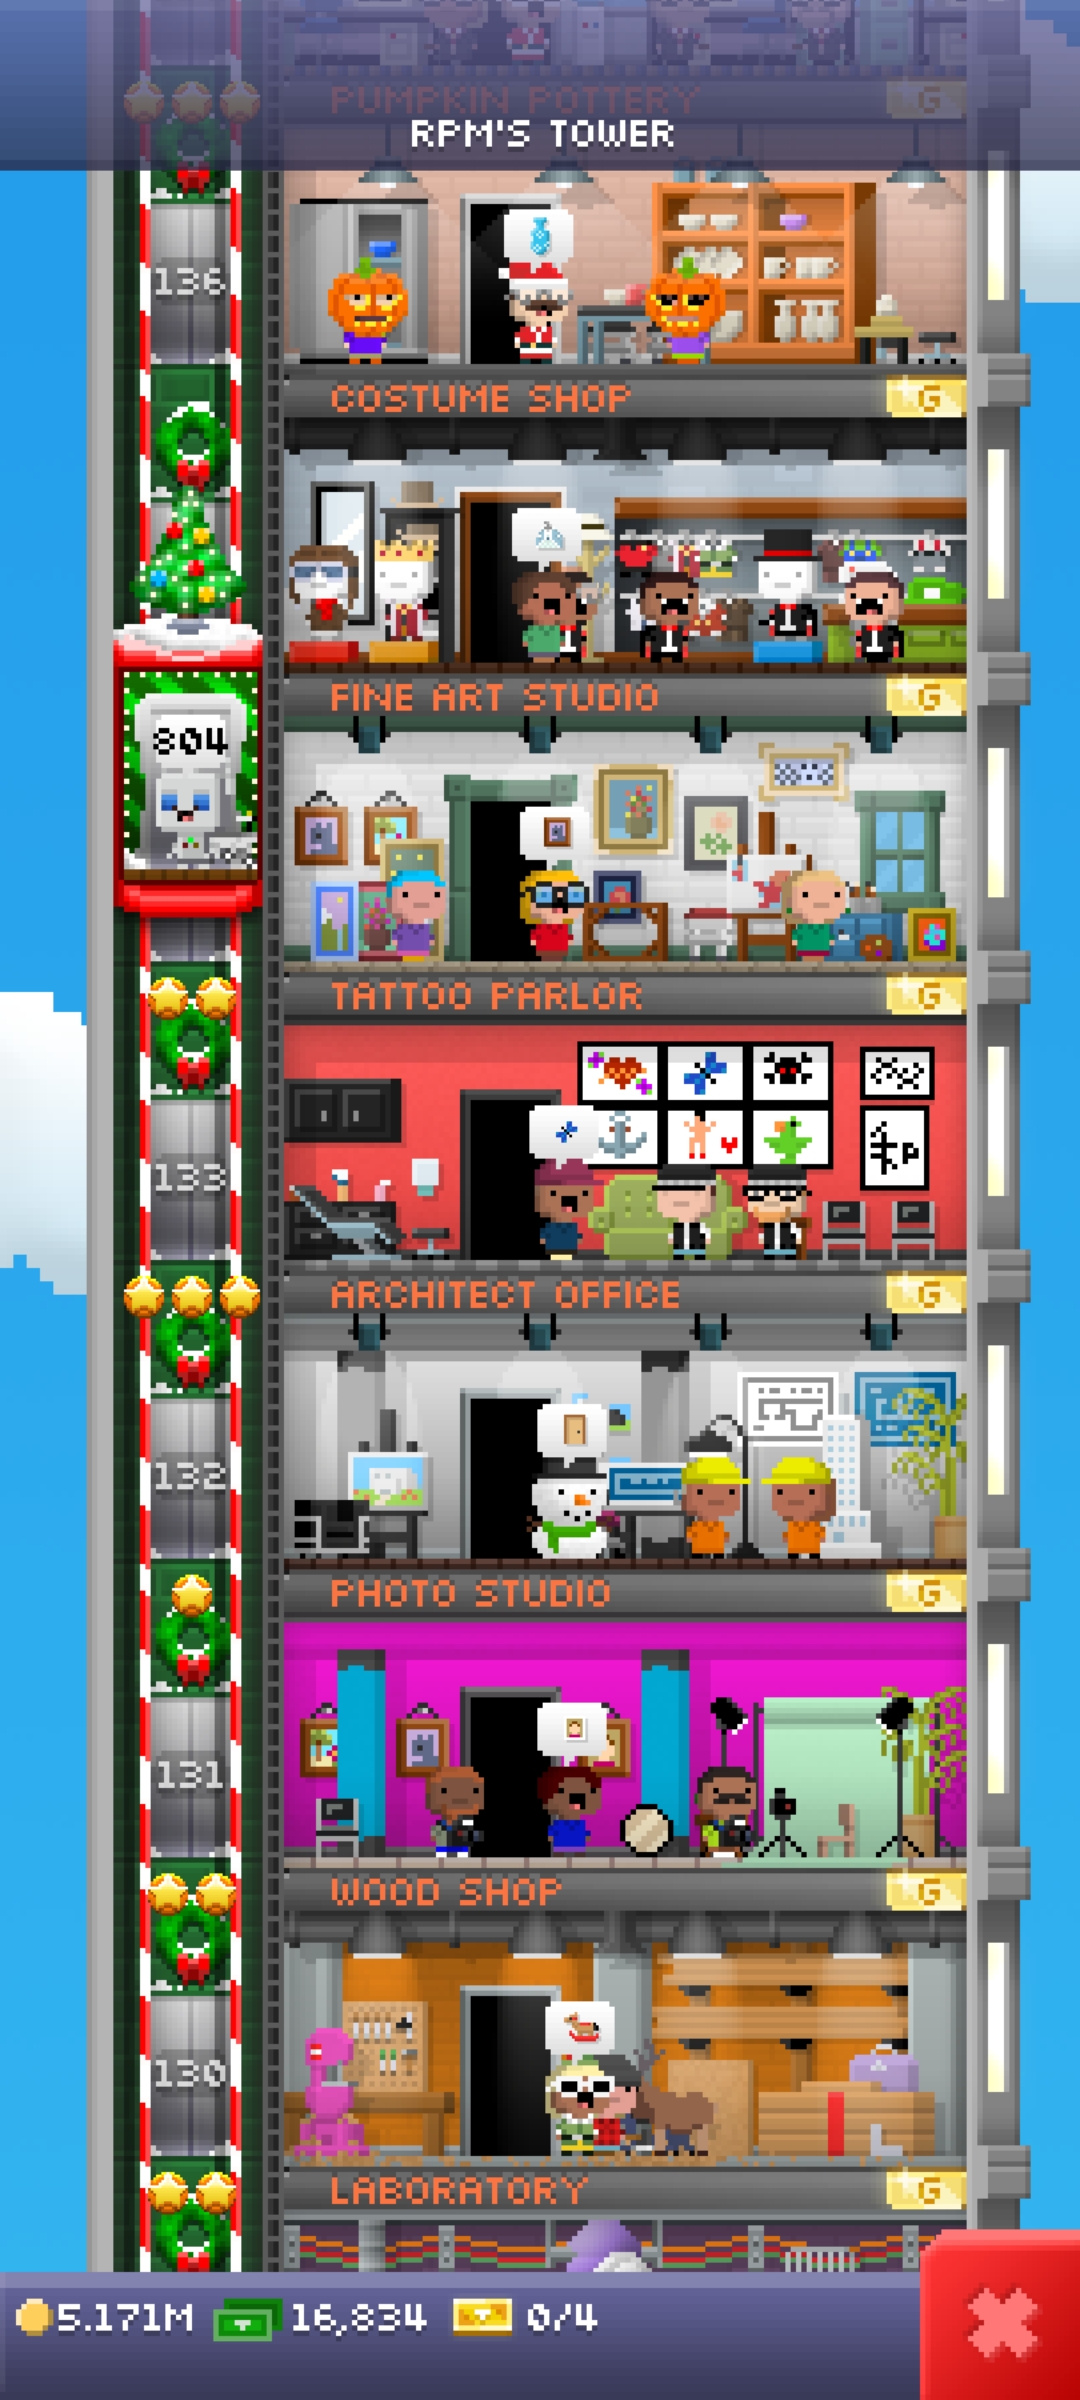 PUMPKIN POTTERY G
RPM'S TOWER
136
COSTUME SHOP G
FINE ART STUDIO G
804
TATTOO PARLOR G
133
ARCHITECT OFFICE G
132
PHOTO STUDIO G
131
WOOD SHOP G
130
LABORATORY G
5.171M 16,834 0/4